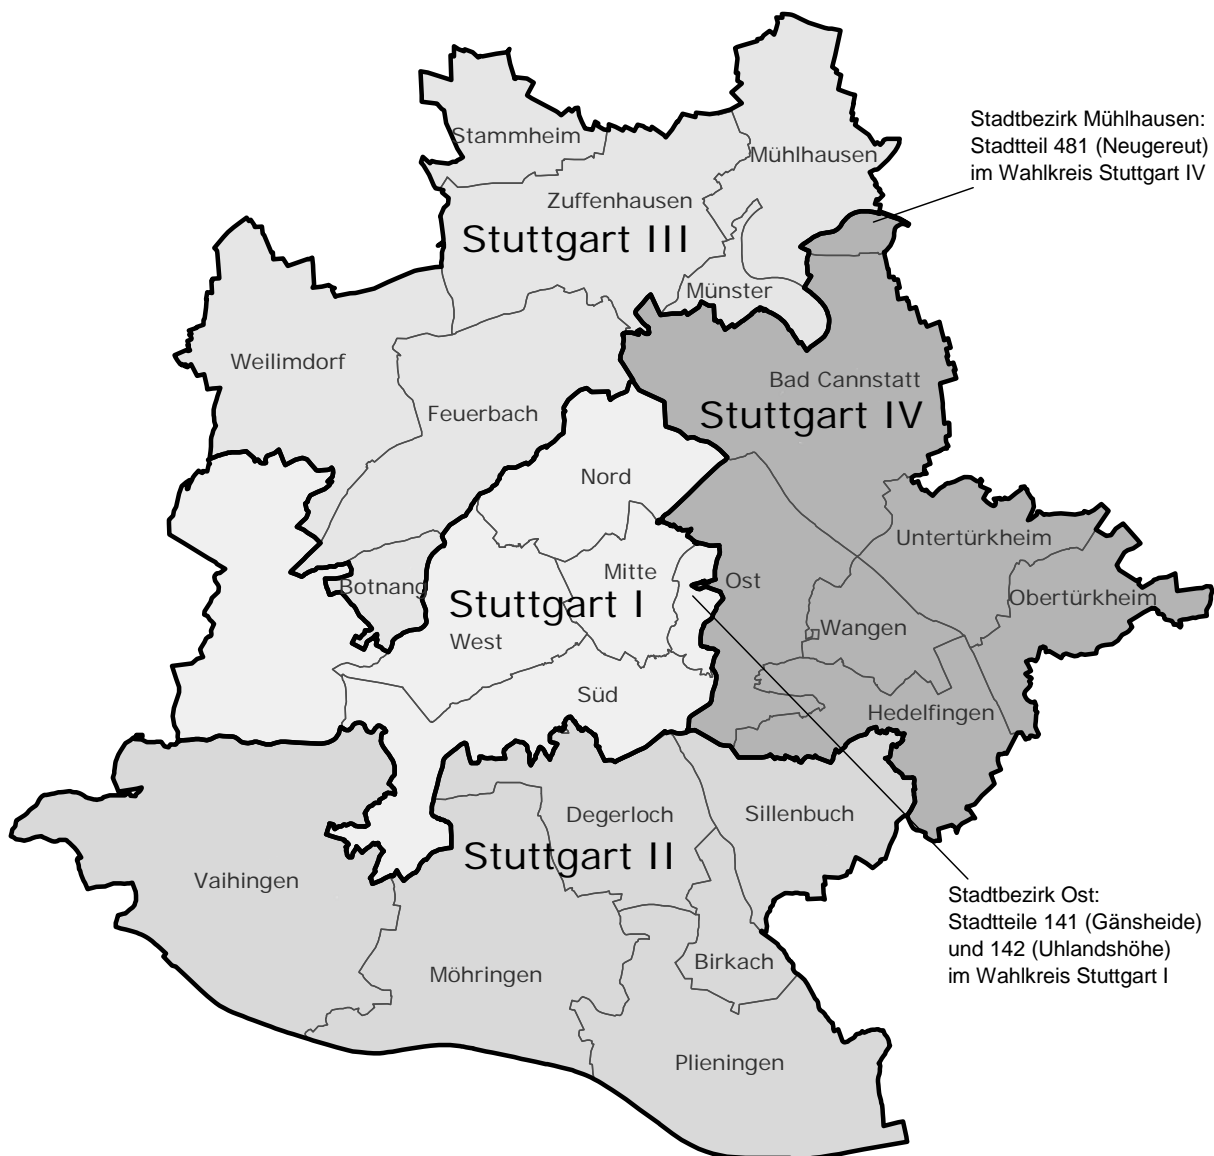 Stadtbezirk Mühlhausen:
Stadtteil 481 (Neugereut)
im Wahlkreis Stuttgart IV
Stammheim
Mühlhausen
Zuffenhausen
Stuttgart III
Münster
Weilimdorf
Bad Cannstatt
Feuerbach
Stuttgart IV
Nord
Untertürkheim
Mitte
Ost
Botnang
Obertürkheim
Stuttgart I
Wangen
West
Süd
Hedelfingen
Degerloch
Sillenbuch
Stuttgart II
Vaihingen
Stadtbezirk Ost:
Stadtteile 141 (Gänsheide)
und 142 (Uhlandshöhe)
im Wahlkreis Stuttgart I
Birkach
Möhringen
Plieningen